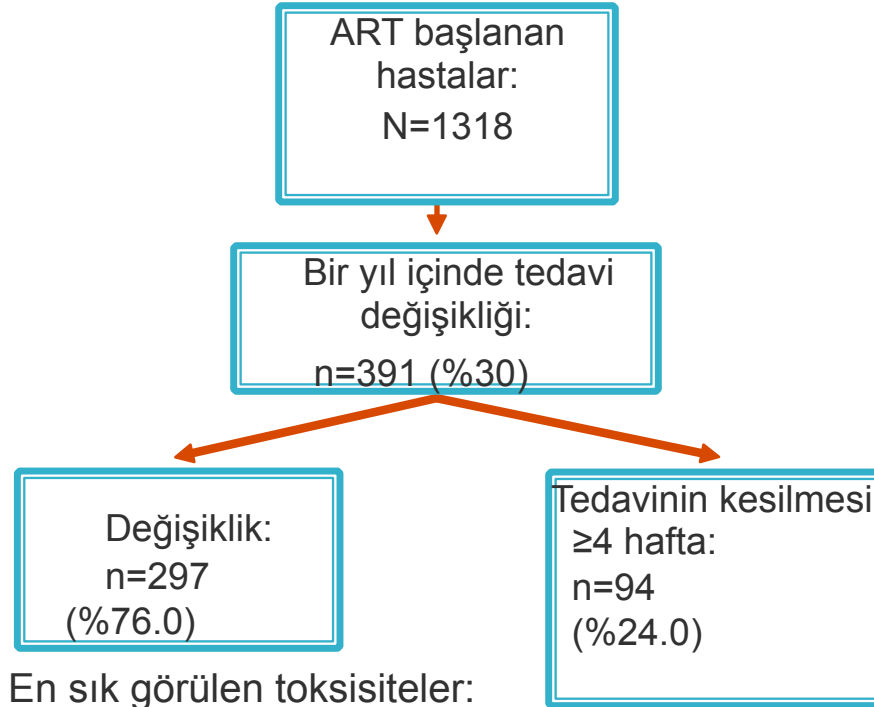 ART başlanan
hastalar:
N=1318
Bir yıl içinde tedavi
değişikliği:
n=391 (%30)
Değişiklik:
n=297
(%76.0)
Tedavinin kesilmesi
≥4 hafta:
n=94
(%24.0)
En sık görülen toksisiteler: